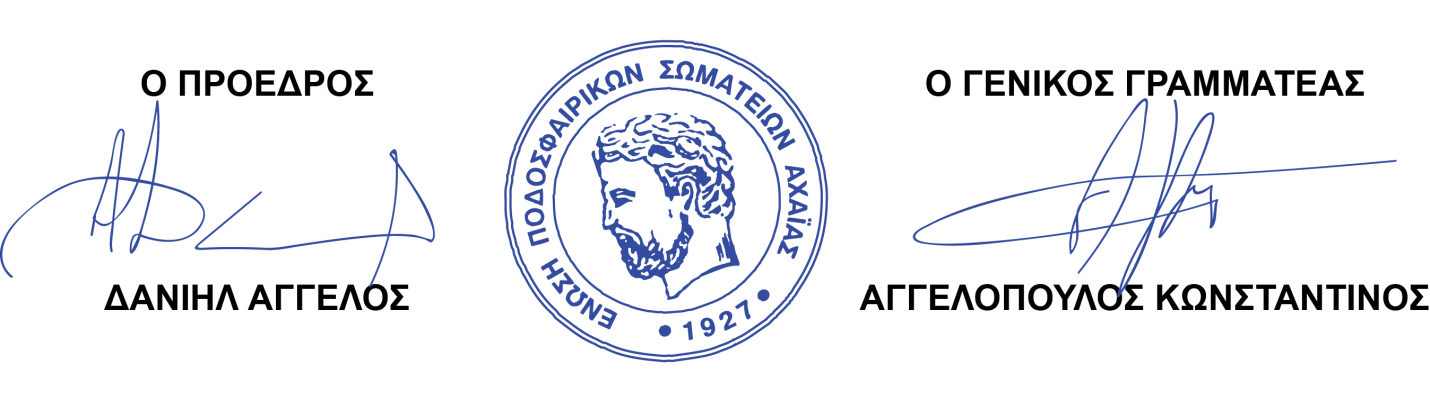 Ο ΠΡΟΕΔΡΟΣ
ΔΑΝΙΗΛ ΑΓΓΕΛΟΣ
ΕΝΩΣΗ ΠΟΔΟΣΦΑΙΡΙΚΩΝ ΣΩΜΑΤΕΙΩΝ ΑΧΑΪΑΣ
• 1927 •
Ο ΓΕΝΙΚΟΣ ΓΡΑΜΜΑΤΕΑΣ
ΑΓΓΕΛΟΠΟΥΛΟΣ ΚΩΝΣΤΑΝΤΙΝΟΣ